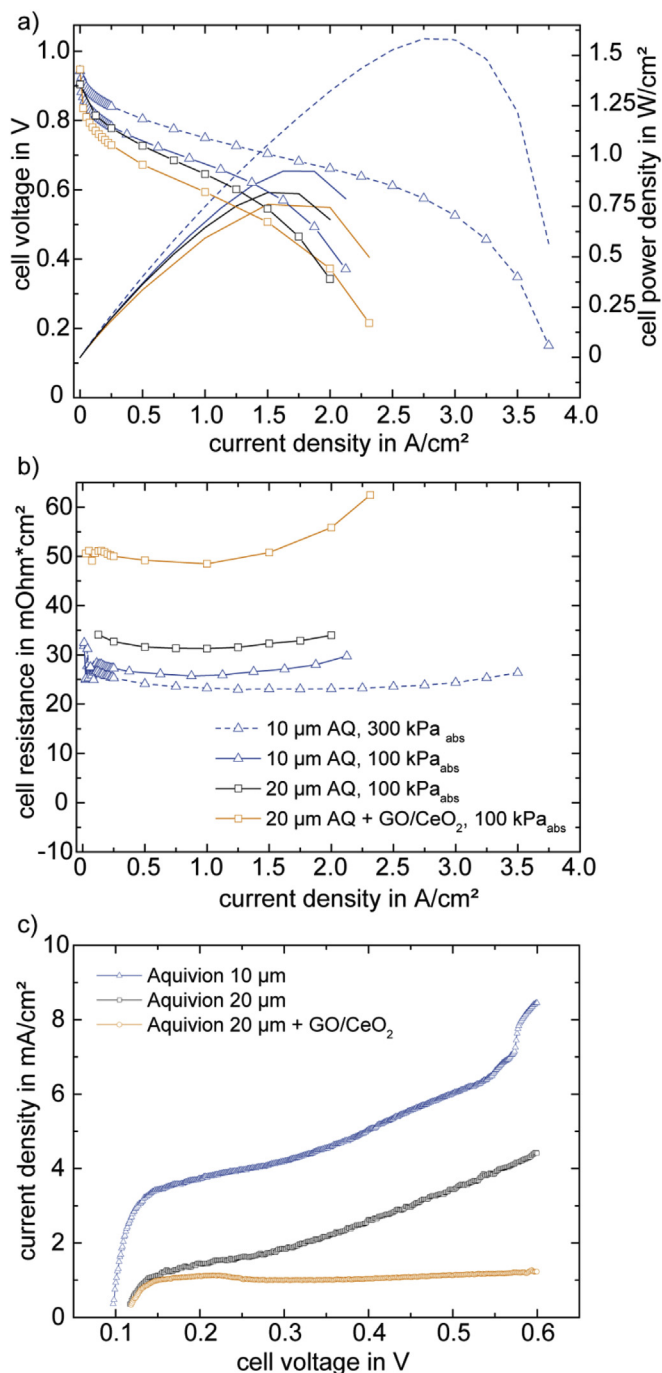 a)
1.0
0.8
0.6
0.4
0.2
0.0
cell voltage in V
1.5
1.25
1.0
0.75
0.5
0.25
0
cell power density in W/cm²
0 0.5 1.0 1.5 2.0 2.5 3.0 3.5 4.0
current density in A/cm²
b)
60
50
40
30
20
10
0
-10
cell resistance in mOhm*cm²
10 µm AQ, 300 kPa abs
10 µm AQ, 100 kPaabs
20 µm AQ, 100 kPaabs
20 µm AQ + GO/CeO2, 100 kPaabs
0 0.5 1.0 1.5 2.0 2.5 3.0 3.5 4.0
current density in A/cm²
c)
10
8
6
4
2
0
current density in mA/cm²
Aquivion 10 µm
Aquivion 20 µm
Aquivion 20 µm + GO/CeO2
0.1 0.2 0.3 0.4 0.5 0.6
cell voltage in V